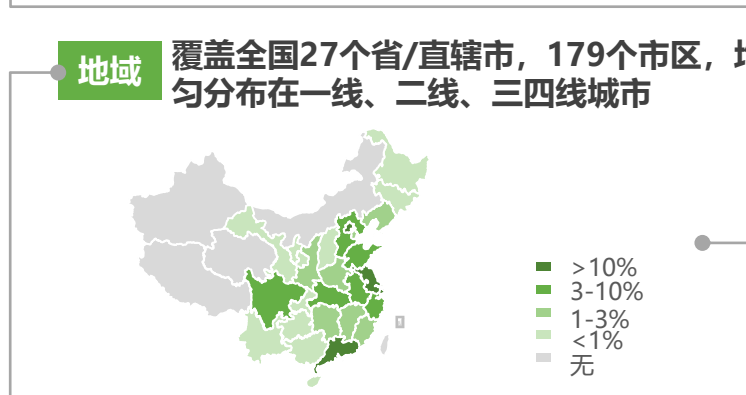 地域
覆盖全国27个省/直辖市，179个市区，
匀分布在一线、二线、三四线城市
>10%
3-10%
1-3%
<1%
无